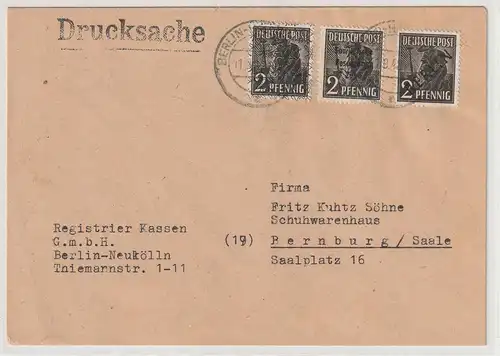 Drucksache
BERLIN-
DEUTSCHE POST
2 PFENNIG
DEUTSCHE POST
2 PFENNIG
DEUTSCHE POST
2 PFENNIG
Firma
Fritz Kuhtz Söhne
Schuhwarenhaus
(19) Bernburg/Saale
Saalplatz 16
Registrier Kassen
G.m.b.H.
Berlin-Neukölln
Thiemannstr. 1-11